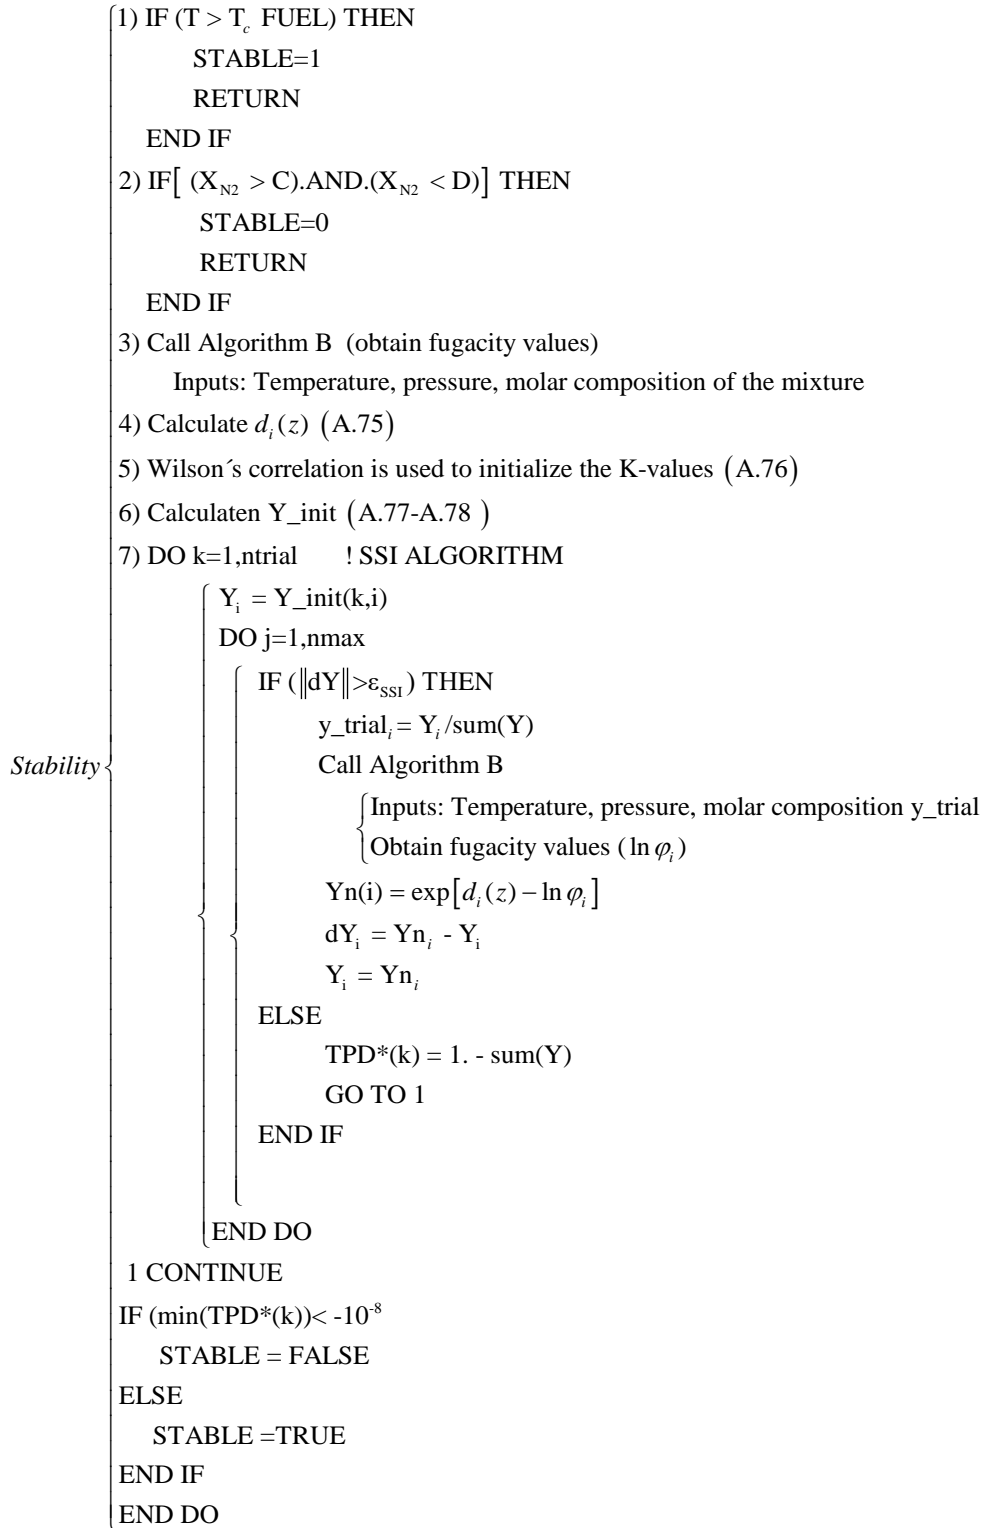 1) IF (T > T_c FUEL) THEN
STABLE=1
RETURN
END IF
2) IF[ (X_N2 > C).AND.(X_N2 < D)] THEN
STABLE=0
RETURN
END IF
3) Call Algorithm B (obtain fugacity values)
Inputs: Temperature, pressure, molar composition of the mixture
4) Calculate d_i(z) (A.75)
5) Wilson´s correlation is used to initialize the K-values (A.76)
6) Calculaten Y_init (A.77-A.78 )
7) DO k=1,ntrial ! SSI ALGORITHM
Y_i = Y_init(k,i)
DO j=1,nmax
IF (‖dY‖>ε_SSI) THEN
y_trial_i = Y_i/sum(Y)
Stability
Call Algorithm B
Inputs: Temperature, pressure, molar composition y_trial
Obtain fugacity values (ln φ_i)
Yn(i) = exp[d_i(z) − ln φ_i]
dY_i = Yn_i - Y_i
Y_i = Yn_i
ELSE
TPD*(k) = 1. - sum(Y)
GO TO 1
END IF
END DO
1 CONTINUE
IF (min(TPD*(k))< -10^-8
STABLE = FALSE
ELSE
STABLE =TRUE
END IF
END DO